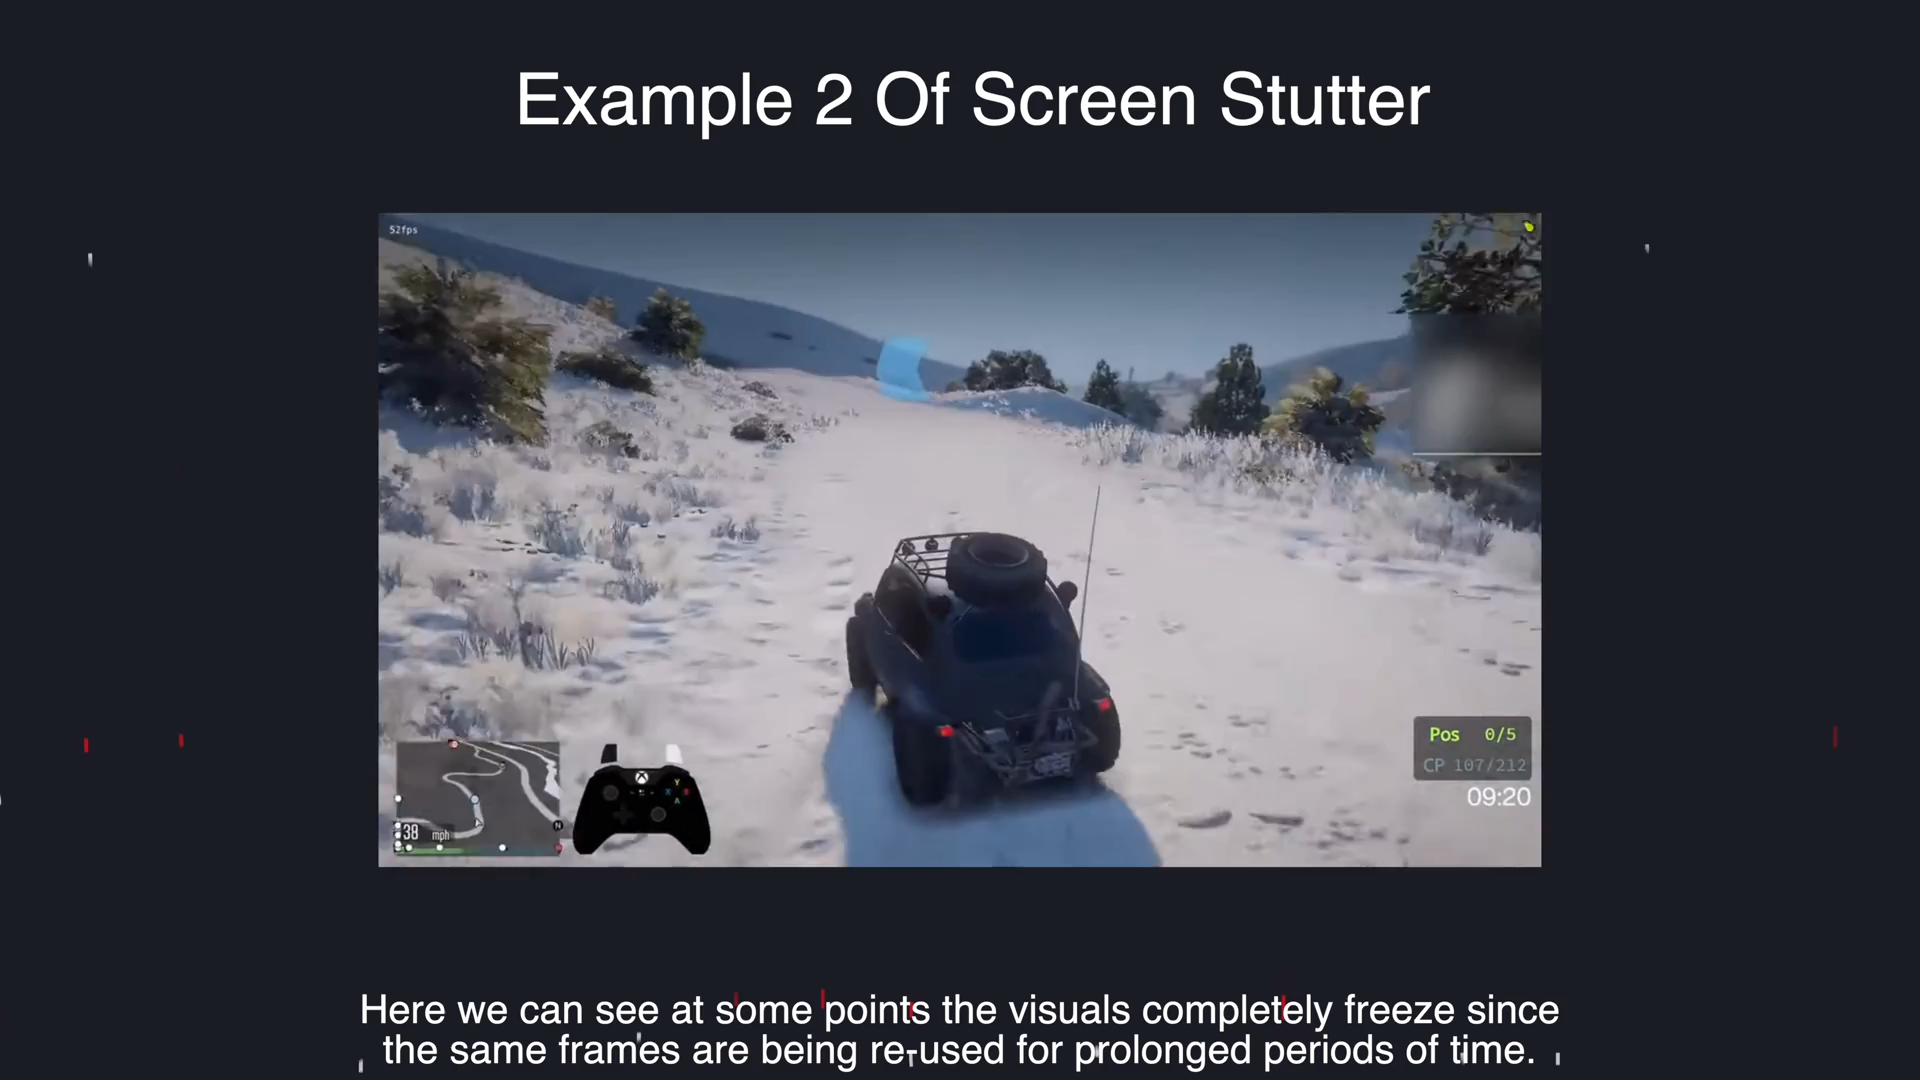 Example 2 Of Screen Stutter
52fps
Pos 0/5
CP 107/212
09:20
38 mph
N
Y
X B
A
Here we can see at some points the visuals completely freeze since
the same frames are being re-used for prolonged periods of time.